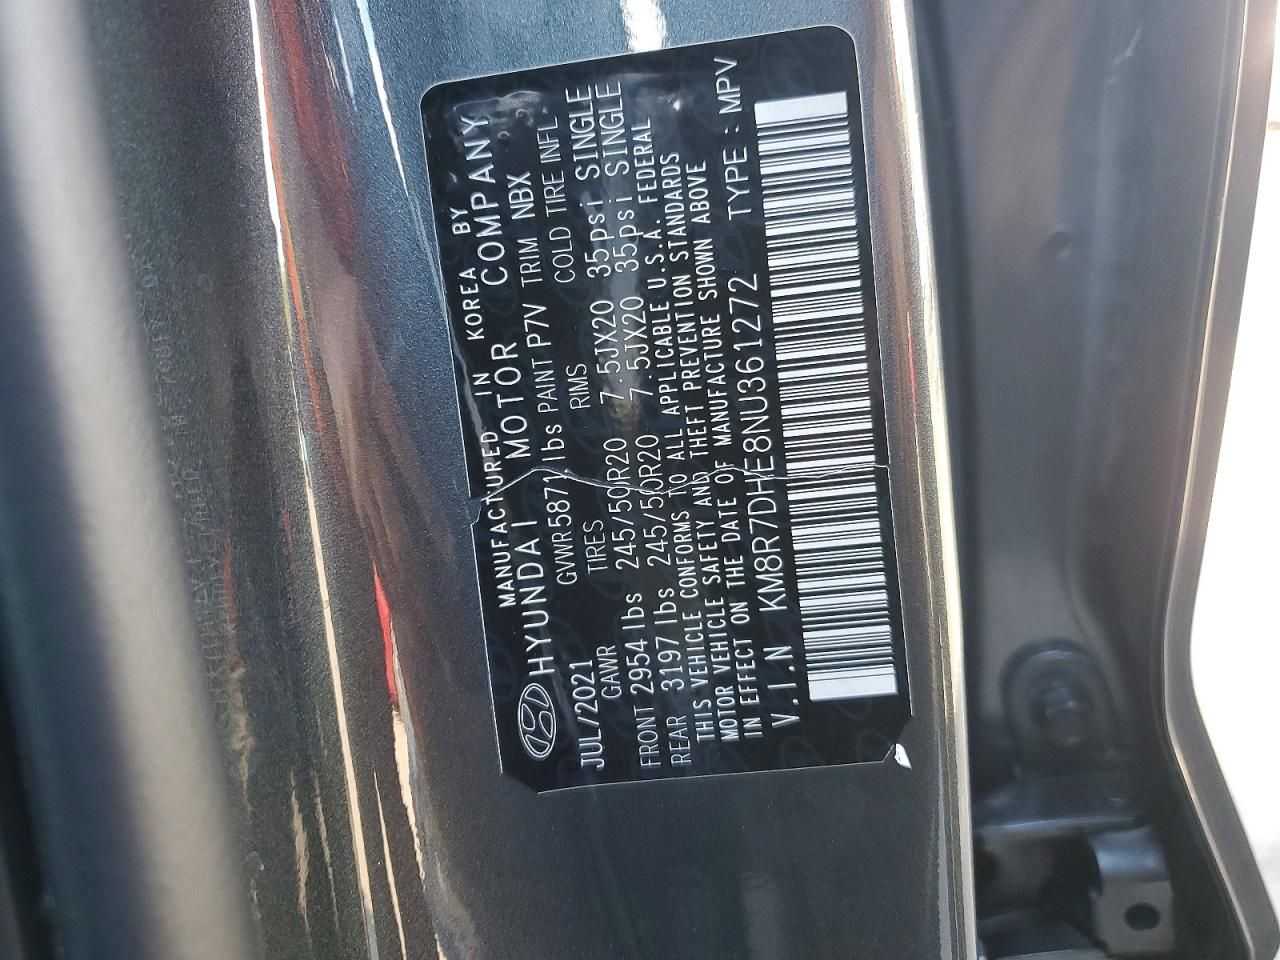 MANUFACTURED IN KOREA BY
HYUNDAI MOTOR COMPANY
JUL/2021 GVWR 5871 lbs PAINT P7V TRIM NBX
GAWR TIRES RIMS COLD TIRE INFL
FRONT 2954 lbs 245/50R20 7.5JX20 35psi SINGLE
REAR 3197 lbs 245/50R20 7.5JX20 35psi SINGLE
THIS VEHICLE CONFORMS TO ALL APPLICABLE U.S.A. FEDERAL
MOTOR VEHICLE SAFETY AND THEFT PREVENTION STANDARDS
IN EFFECT ON THE DATE OF MANUFACTURE SHOWN ABOVE
V.I.N KM8R7DHE8NU361272 TYPE : MPV